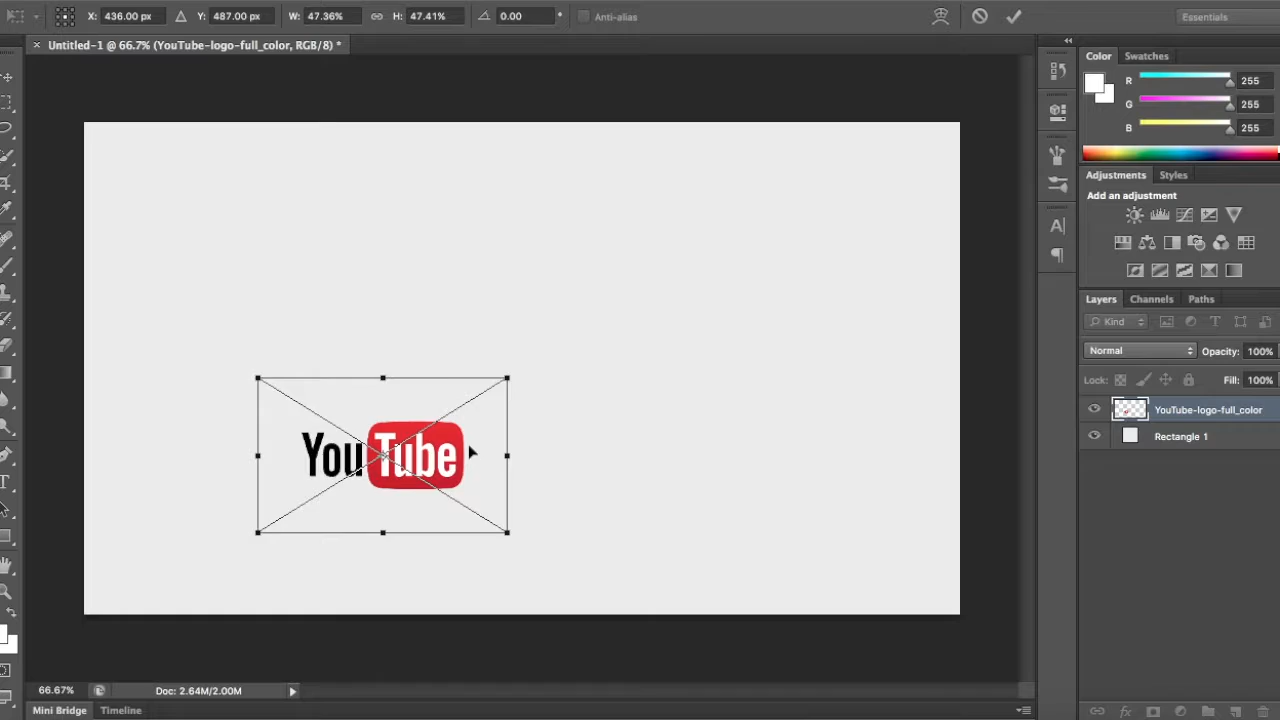 X: 436.00 px Y: 487.00 px W: 47.36% H: 47.41% 0.00 ° Anti-alias Essentials
× Untitled-1 @ 66.7% (YouTube-logo-full_color, RGB/8) *
Color Swatches
R 255
G 255
B 255
Adjustments Styles
Add an adjustment
Layers Channels Paths
Kind
Normal Opacity: 100%
Lock: Fill: 100%
YouTube-logo-full_color
Rectangle 1
YouTube
66.67% Doc: 2.64M/2.00M
Mini Bridge Timeline